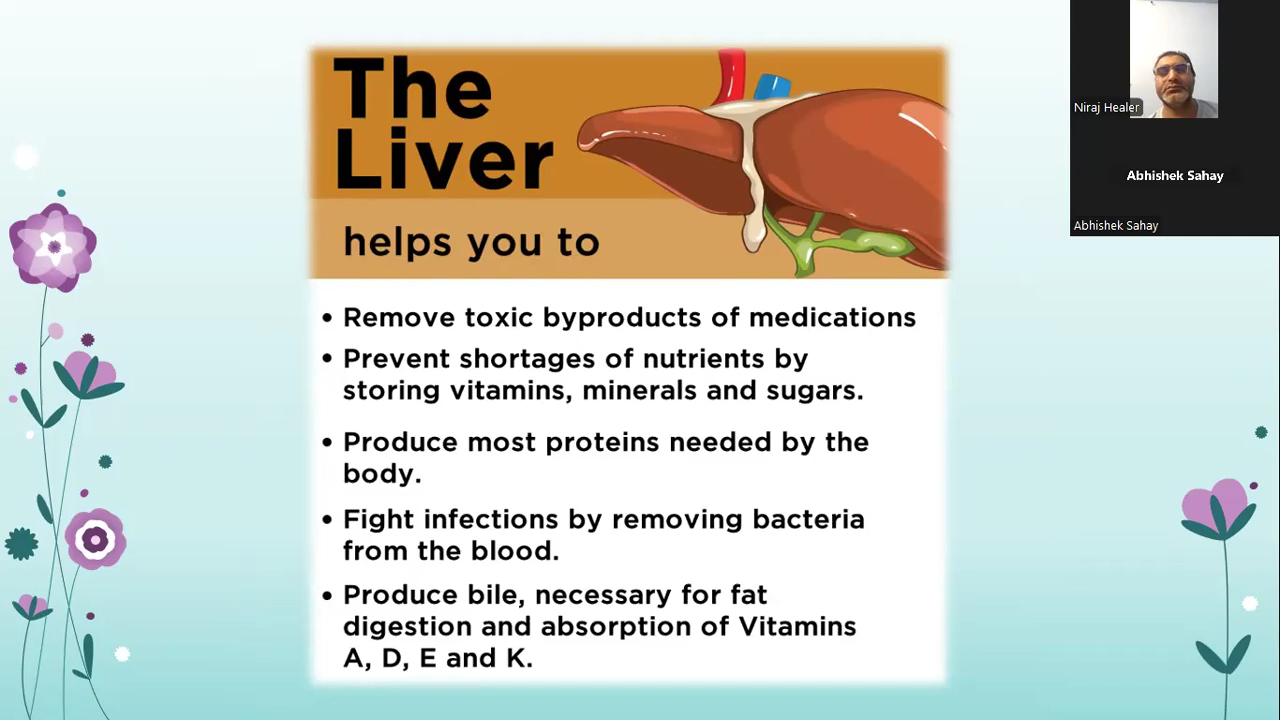 The
Liver
helps you to
• Remove toxic byproducts of medications
• Prevent shortages of nutrients by
storing vitamins, minerals and sugars.
• Produce most proteins needed by the
body.
• Fight infections by removing bacteria
from the blood.
• Produce bile, necessary for fat
digestion and absorption of Vitamins
A, D, E and K.
Niraj Healer
Abhishek Sahay
Abhishek Sahay